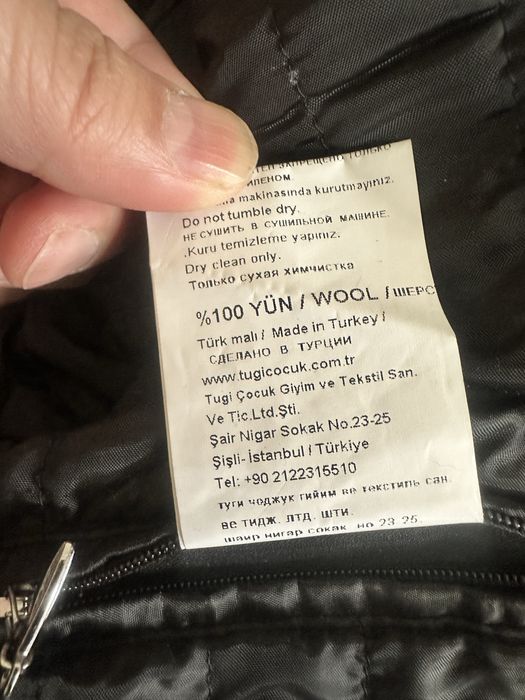 ЗАПРЕЩЕНО ТОЛЬКО
makinasında kurutmayınız.
Do not tumble dry.
НЕ СУШИТЬ В СУШИЛЬНОЙ МАШИНЕ.
.Kuru temizleme yapınız.
Dry clean only.
Только сухая химчистка
%100 YÜN / WOOL / ШЕРС
Türk malı / Made in Turkey /
СДЕЛАНО В ТУРЦИИ
www.tugicocuk.com.tr
Tugi Çocuk Giyim ve Tekstil San.
Ve Tic.Ltd.Şti.
Şair Nigar Sokak No.23-25
Şişli-İstanbul / Türkiye
Tel: +90 2122315510
туги чоджук гийим ве текстиль сан.
ве тидж. лтд. шти.
шаир нигар сокак. но 23-25.